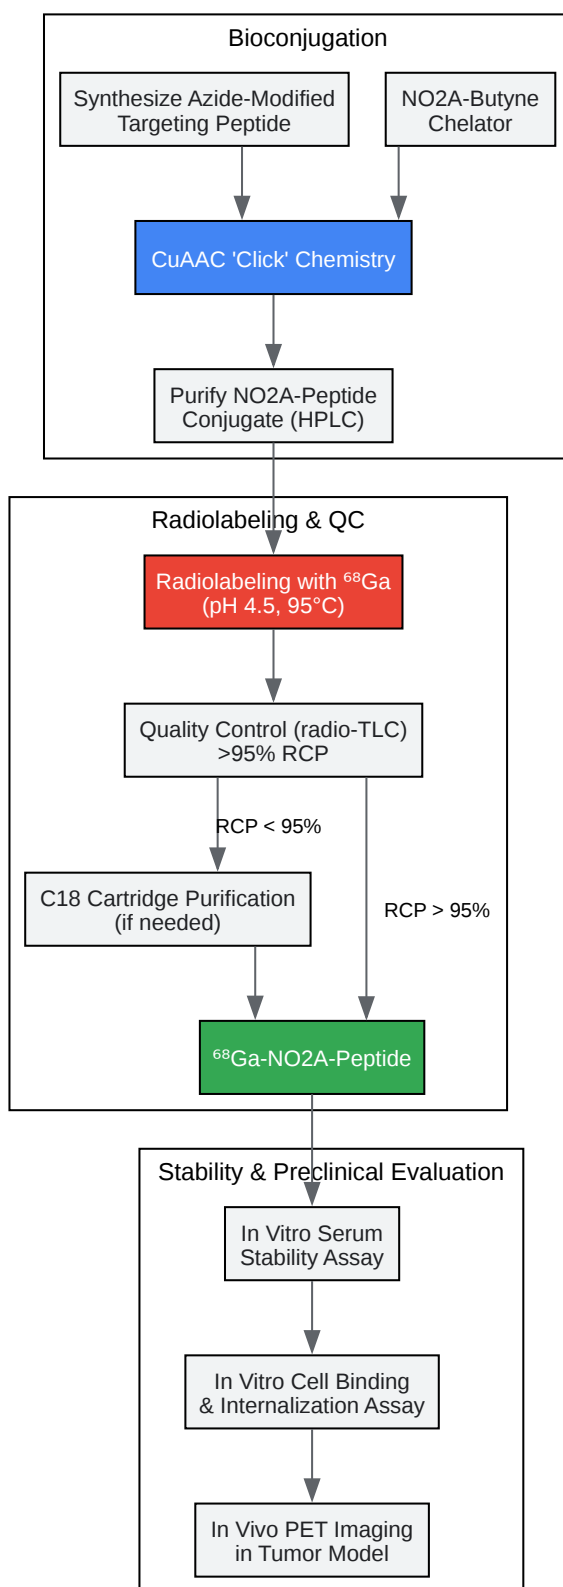 Bioconjugation
Synthesize Azide-Modified
Targeting Peptide
NO2A-Butyne
Chelator
CuAAC 'Click' Chemistry
Purify NO2A-Peptide
Conjugate (HPLC)
Radiolabeling & QC
Radiolabeling with ⁶⁸Ga
(pH 4.5, 95°C)
Quality Control (radio-TLC)
>95% RCP
RCP < 95%
C18 Cartridge Purification
(if needed)
RCP > 95%
⁶⁸Ga-NO2A-Peptide
Stability & Preclinical Evaluation
In Vitro Serum
Stability Assay
In Vitro Cell Binding
& Internalization Assay
In Vivo PET Imaging
in Tumor Model